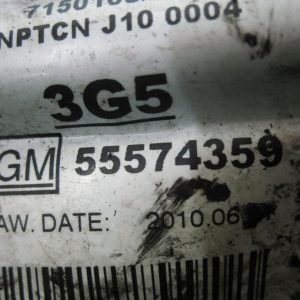 NPTCN J10 0004
3G5
GM 55574359
AW. DATE: 2010.06